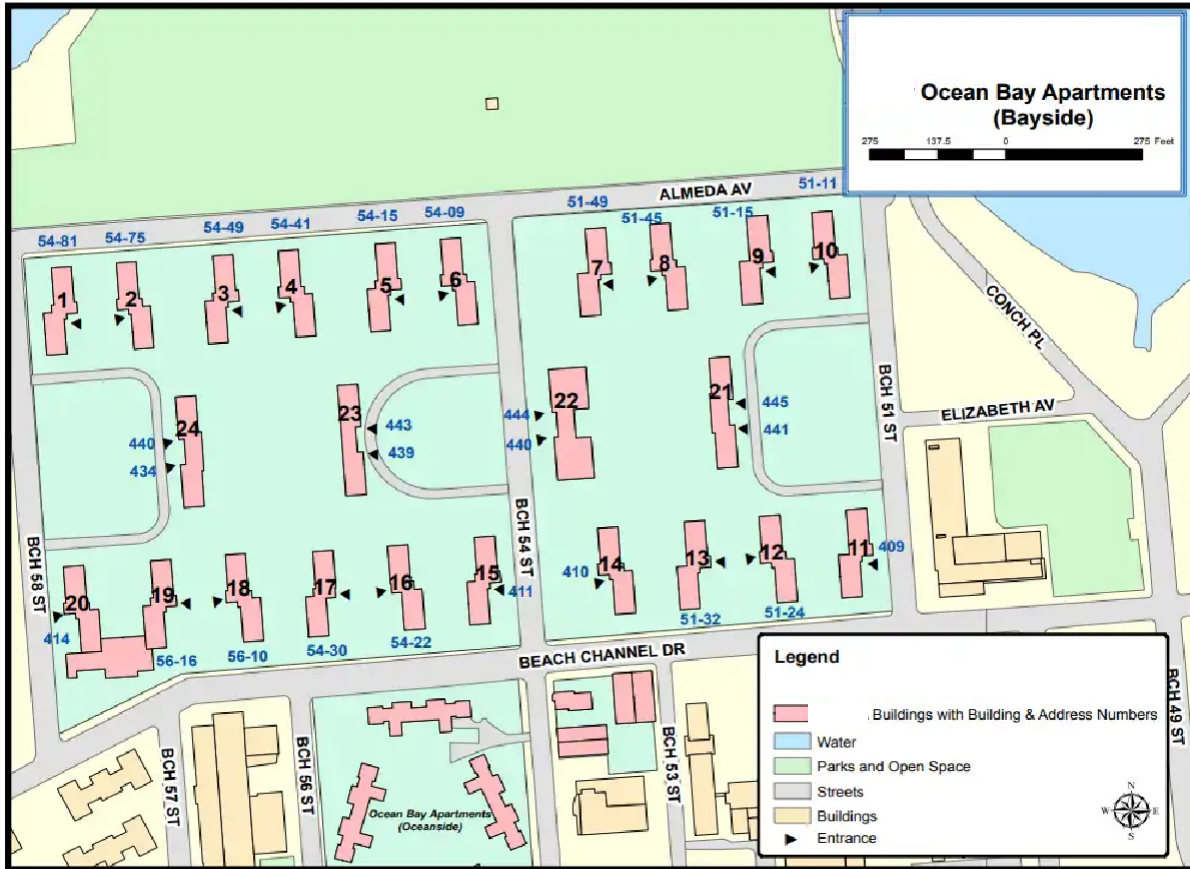 Ocean Bay Apartments
(Bayside)
275 137.5 0 275 Feet
ALMEDA AV
54-81
54-75
54-49
54-41
54-15
54-09
51-49
51-45
51-15
51-11
1
2
3
4
5
6
7
8
9
10
CONCH PL
24
440
434
23
443
439
22
444
440
21
445
441
BCH 51 ST
ELIZABETH AV
BCH 58 ST
BCH 54 ST
20
414
19
56-16
18
56-10
17
54-30
16
54-22
15
411
14
410
13
51-32
12
51-24
11
409
BEACH CHANNEL DR
BCH 57 ST
BCH 56 ST
BCH 53 ST
BCH 49 ST
Ocean Bay Apartments
(Oceanside)
Legend
. Buildings with Building & Address Numbers
Water
Parks and Open Space
Streets
Buildings
Entrance
N
W E
S